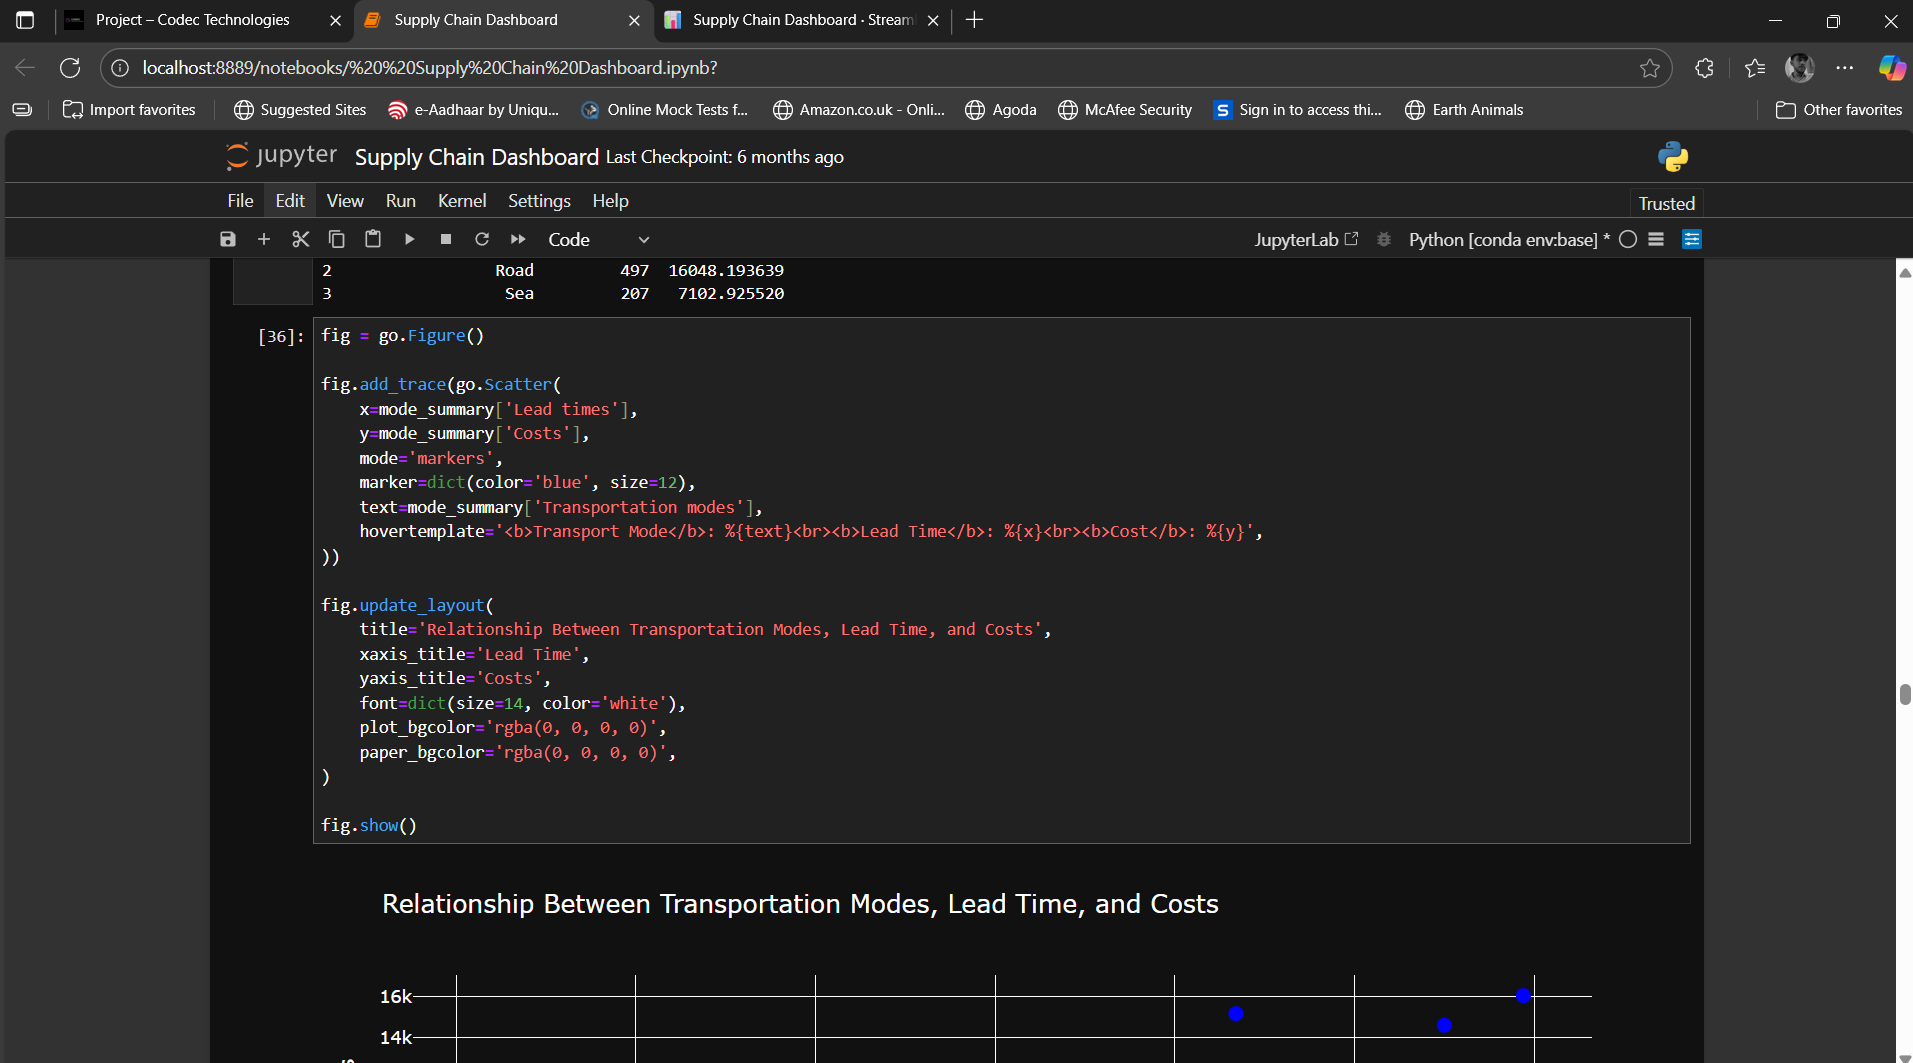 Project – Codec Technologies
Supply Chain Dashboard
Supply Chain Dashboard · Stream
localhost:8889/notebooks/%20%20Supply%20Chain%20Dashboard.ipynb?
Import favorites
Suggested Sites
e-Aadhaar by Uniqu...
Online Mock Tests f...
Amazon.co.uk - Onli...
Agoda
McAfee Security
S Sign in to access thi...
Earth Animals
Other favorites
jupyter Supply Chain Dashboard Last Checkpoint: 6 months ago
File Edit View Run Kernel Settings Help
Trusted
Code
JupyterLab
Python [conda env:base] *
2 Road 497 16048.193639
3 Sea 207 7102.925520
[36]: fig = go.Figure()
fig.add_trace(go.Scatter(
x=mode_summary['Lead times'],
y=mode_summary['Costs'],
mode='markers',
marker=dict(color='blue', size=12),
text=mode_summary['Transportation modes'],
hovertemplate='<b>Transport Mode</b>: %{text}<br><b>Lead Time</b>: %{x}<br><b>Cost</b>: %{y}',
))
fig.update_layout(
title='Relationship Between Transportation Modes, Lead Time, and Costs',
xaxis_title='Lead Time',
yaxis_title='Costs',
font=dict(size=14, color='white'),
plot_bgcolor='rgba(0, 0, 0, 0)',
paper_bgcolor='rgba(0, 0, 0, 0)',
)
fig.show()
Relationship Between Transportation Modes, Lead Time, and Costs
16k
14k